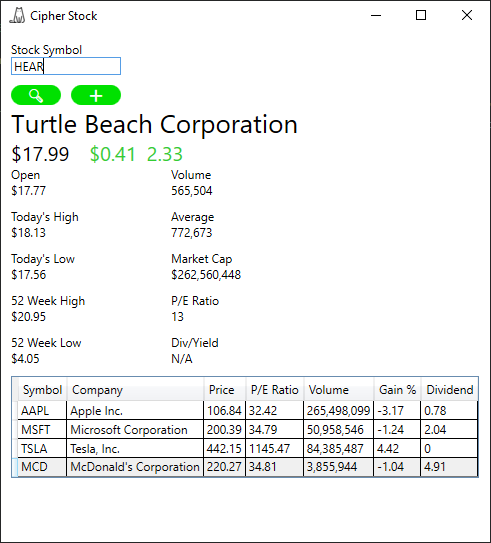 Cipher Stock
Stock Symbol
HEAR
Turtle Beach Corporation
$17.99 $0.41 2.33
Open Volume
$17.77 565,504
Today's High Average
$18.13 772,673
Today's Low Market Cap
$17.56 $262,560,448
52 Week High P/E Ratio
$20.95 13
52 Week Low Div/Yield
$4.05 N/A
Symbol Company Price P/E Ratio Volume Gain % Dividend
AAPL Apple Inc. 106.84 32.42 265,498,099 -3.17 0.78
MSFT Microsoft Corporation 200.39 34.79 50,958,546 -1.24 2.04
TSLA Tesla, Inc. 442.15 1145.47 84,385,487 4.42 0
MCD McDonald's Corporation 220.27 34.81 3,855,944 -1.04 4.91